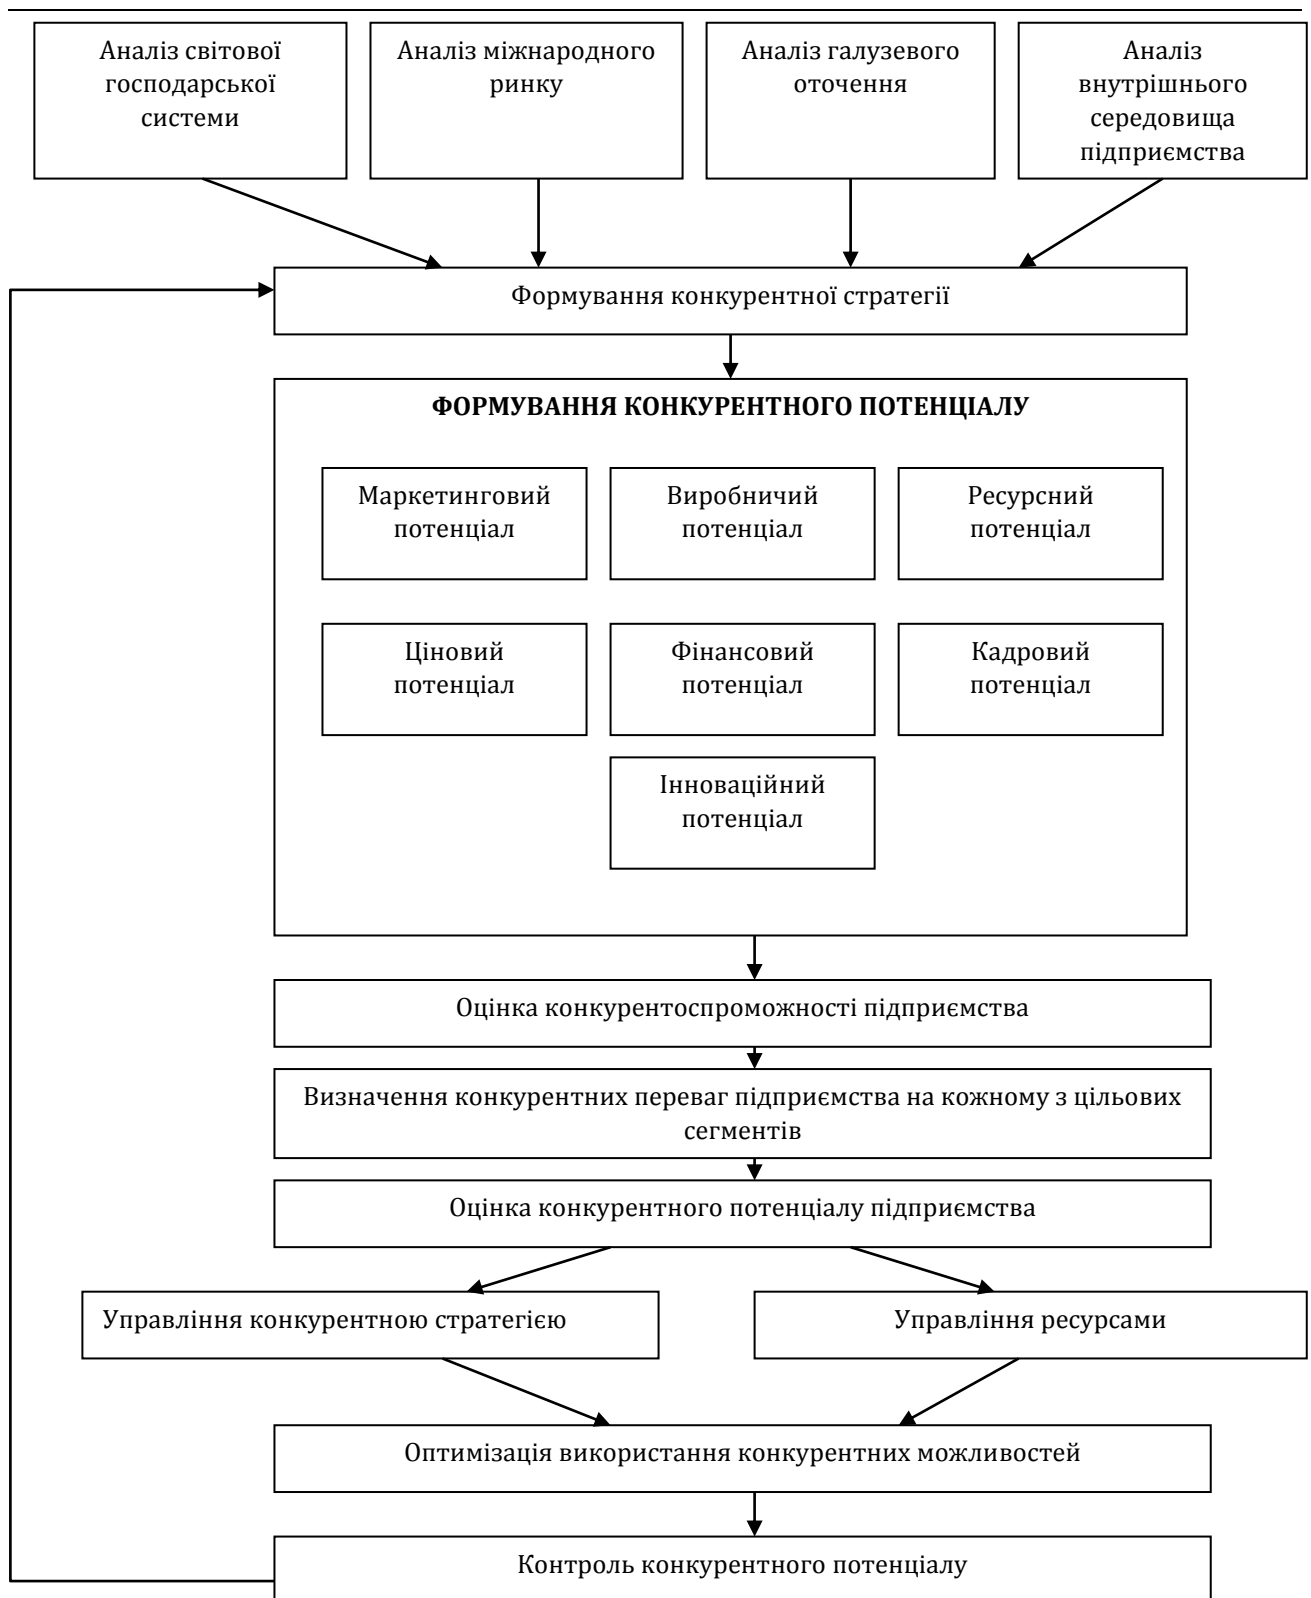 Аналіз світової
господарської
системи
Аналіз міжнародного
ринку
Аналіз галузевого
оточення
Аналіз
внутрішнього
середовища
підприємства
Формування конкурентної стратегії
ФОРМУВАННЯ КОНКУРЕНТНОГО ПОТЕНЦІАЛУ
Маркетинговий
потенціал
Виробничий
потенціал
Ресурсний
потенціал
Ціновий
потенціал
Фінансовий
потенціал
Кадровий
потенціал
Інноваційний
потенціал
Оцінка конкурентоспроможності підприємства
Визначення конкурентних переваг підприємства на кожному з цільових
сегментів
Оцінка конкурентного потенціалу підприємства
Управління конкурентною стратегією
Управління ресурсами
Оптимізація використання конкурентних можливостей
Контроль конкурентного потенціалу